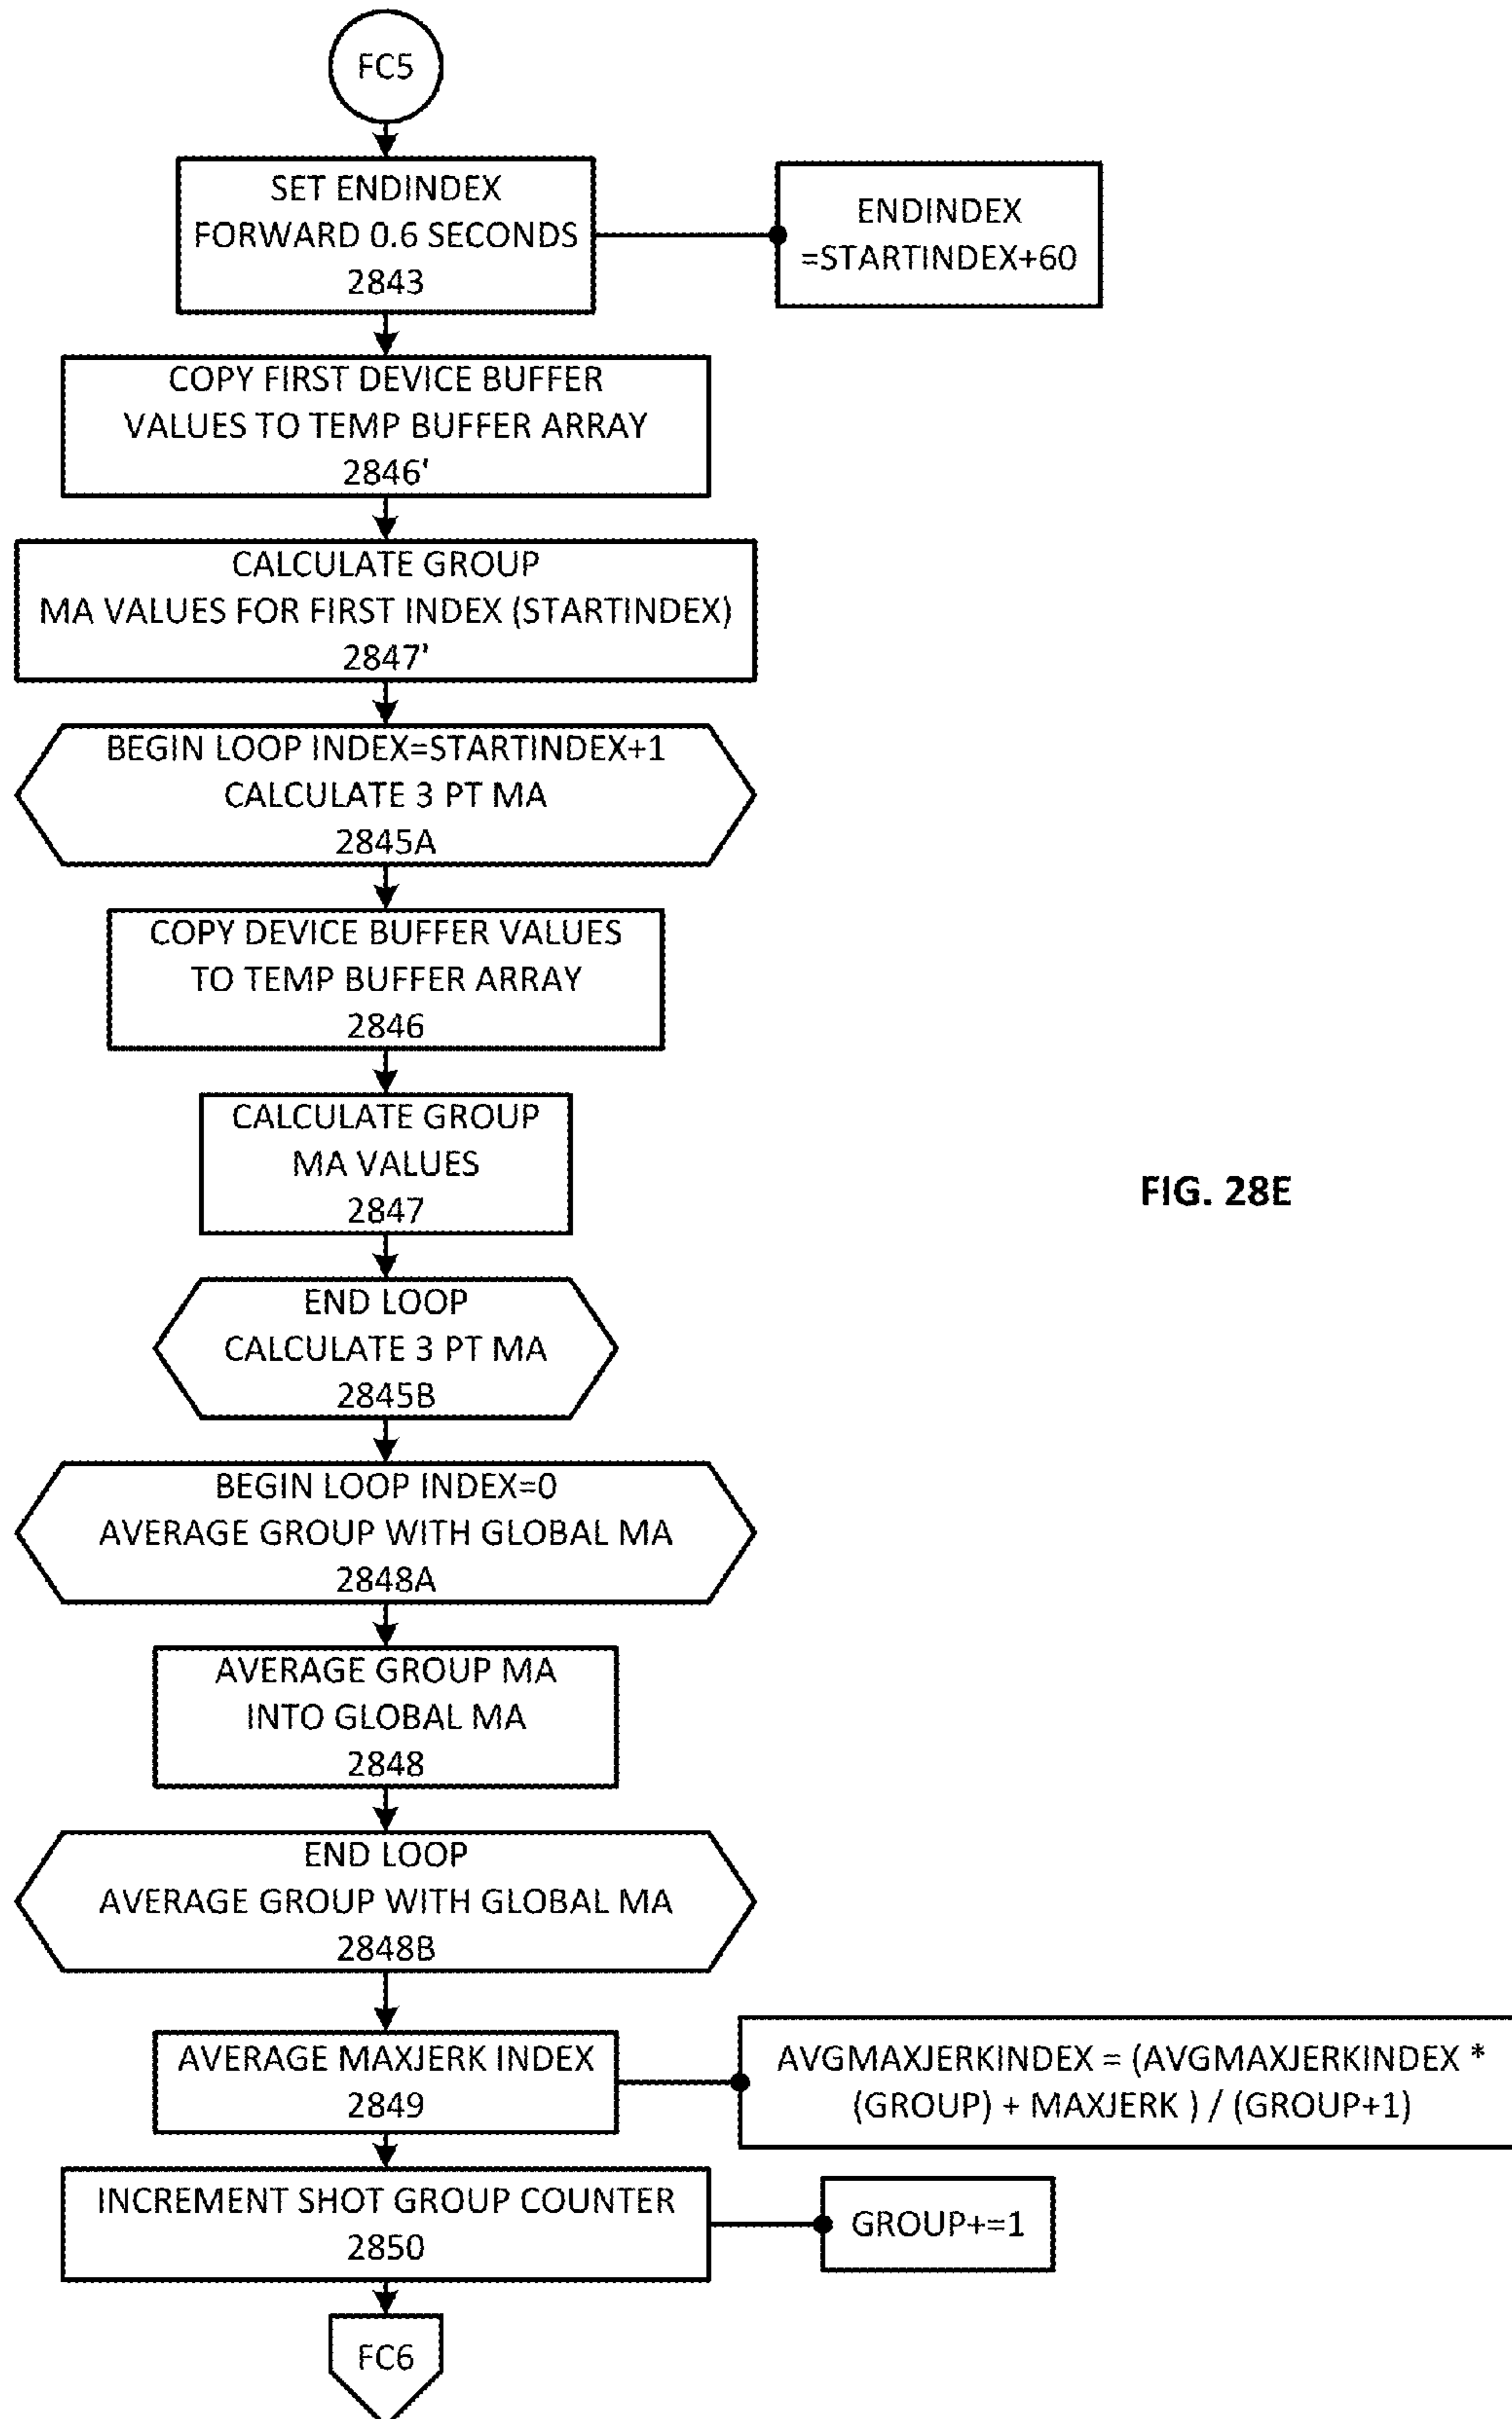 FC5
SET ENDINDEX
FORWARD 0.6 SECONDS
2843
ENDINDEX
=STARTINDEX+60
COPY FIRST DEVICE BUFFER
VALUES TO TEMP BUFFER ARRAY
2846'
CALCULATE GROUP
MA VALUES FOR FIRST INDEX (STARTINDEX)
2847'
BEGIN LOOP INDEX=STARTINDEX+1
CALCULATE 3 PT MA
2845A
COPY DEVICE BUFFER VALUES
TO TEMP BUFFER ARRAY
2846
CALCULATE GROUP
MA VALUES
2847
FIG. 28E
END LOOP
CALCULATE 3 PT MA
2845B
BEGIN LOOP INDEX=0
AVERAGE GROUP WITH GLOBAL MA
2848A
AVERAGE GROUP MA
INTO GLOBAL MA
2848
END LOOP
AVERAGE GROUP WITH GLOBAL MA
2848B
AVERAGE MAXJERK INDEX
2849
AVGMAXJERKINDEX = (AVGMAXJERKINDEX *
(GROUP) + MAXJERK ) / (GROUP+1)
INCREMENT SHOT GROUP COUNTER
2850
GROUP+=1
FC6